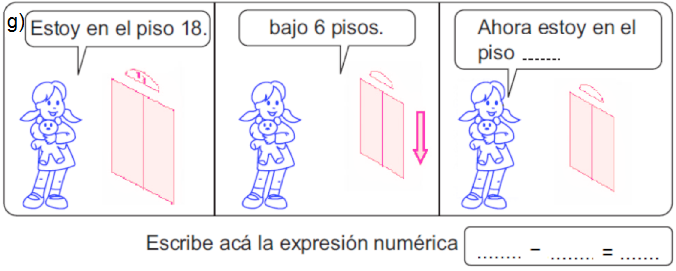 g)
Estoy en el piso 18.
bajo 6 pisos.
Ahora estoy en el
piso .......
Escribe acá la expresión numérica ........ – ........ = ........